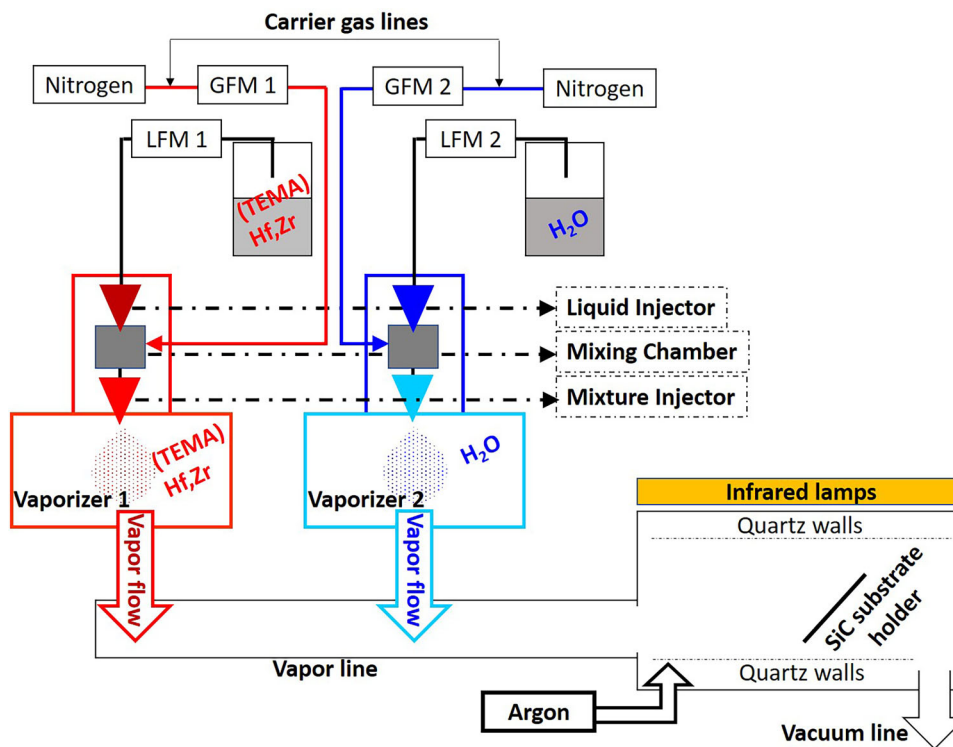 Carrier gas lines
Nitrogen
GFM 1
GFM 2
Nitrogen
LFM 1
LFM 2
(TEMA)
Hf,Zr
H₂O
Liquid Injector
Mixing Chamber
Mixture Injector
(TEMA)
Hf,Zr
H₂O
Vaporizer 1
Vaporizer 2
Infrared lamps
Quartz walls
Vapor flow
Vapor flow
SiC substrate
holder
Vapor line
Quartz walls
Argon
Vacuum line